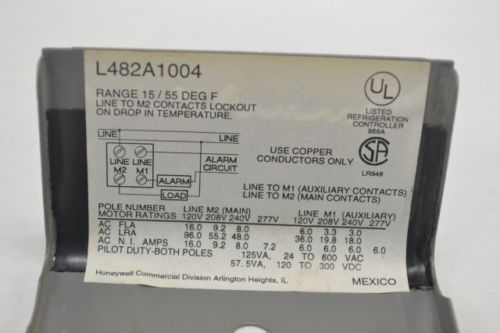 L482A1004
RANGE 15 / 55 DEG F
LINE TO M2 CONTACTS LOCKOUT
ON DROP IN TEMPERATURE.
UL
LISTED
REFRIGERATION
CONTROLLER
969A
SA
LR948
LINE LINE
LINE LINE
M2 M1
ALARM
CIRCUIT
ALARM
LOAD
USE COPPER
CONDUCTORS ONLY
LINE TO M1 (AUXILIARY CONTACTS)
LINE TO M2 (MAIN CONTACTS)
POLE NUMBER LINE M2 (MAIN) LINE M1 (AUXILIARY)
MOTOR RATINGS 120V 208V 240V 277V 120V 208V 240V 277V
AC FLA 16.0 9.2 8.0 6.0 3.3 3.0
AC LRA 96.0 55.2 48.0 36.0 19.8 18.0
AC N.I. AMPS 16.0 9.2 8.0 7.2 6.0 6.0 6.0 6.0
PILOT DUTY-BOTH POLES 125VA, 24 TO 600 VAC
57.5VA, 120 TO 300 VDC
Honeywell Commercial Division Arlington Heights, IL
MEXICO